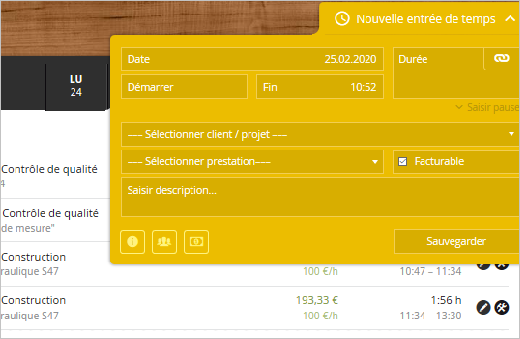 Nouvelle entrée de temps
Date 25.02.2020 Durée
LU
24
Démarrer Fin 10:52
Saisir pause
---- Sélectionner client / projet ----
---- Sélectionner prestation----
Facturable
Contrôle de qualité
4
Saisir description...
Contrôle de qualité
de mesure"
Sauvegarder
Construction
raulique S47 100 €/h 10:47 – 11:34
Construction 193,33 € 1:56 h
raulique S47 100 €/h 11:34 13:30